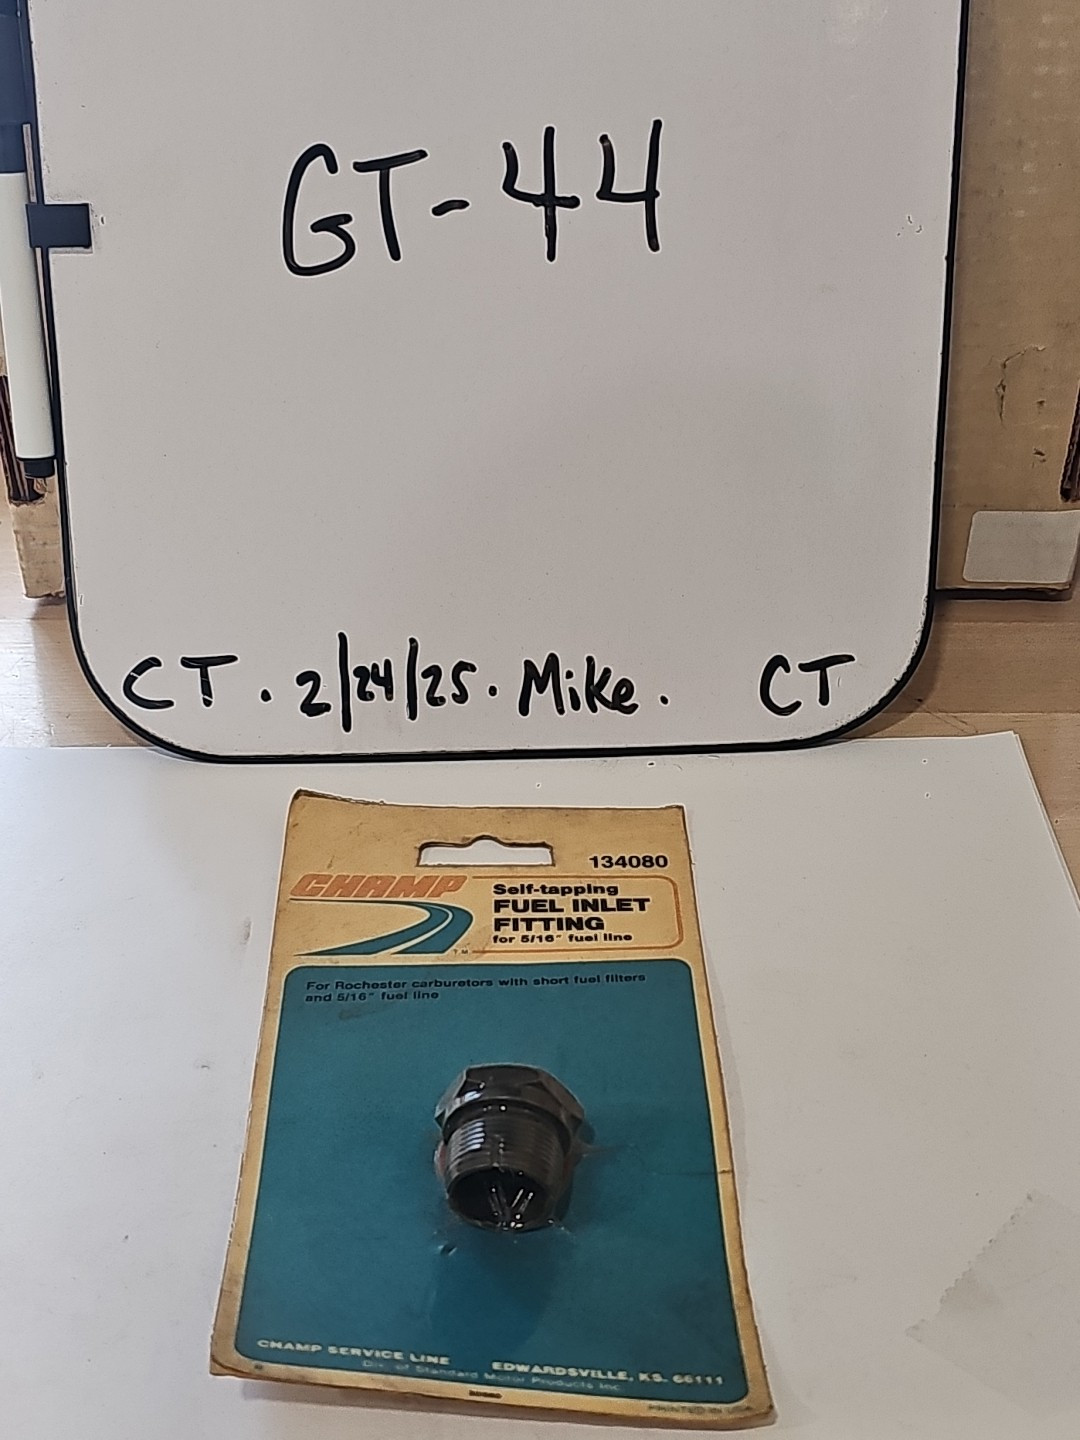 GT-44
CT. 2/24/25. Mike. CT
134080
CHAMP
TM
Self-tapping
FUEL INLET
FITTING
for 5/16" fuel line
For Rochester carburetors with short fuel filters
and 5/16" fuel line
CHAMP SERVICE LINE EDWARDSVILLE, KS. 66111
Div. of Standard Motor Products Inc.
PRINTED IN USA